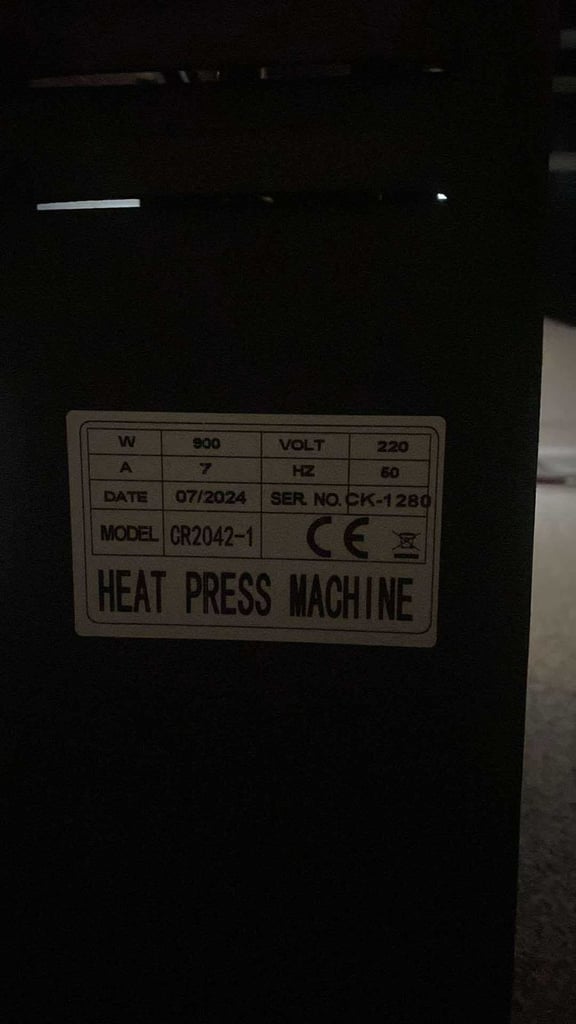 W 900 VOLT 220
A 7 HZ 50
DATE 07/2024 SER. NO. CK-1280
MODEL CR2042-1 CE
HEAT PRESS MACHINE